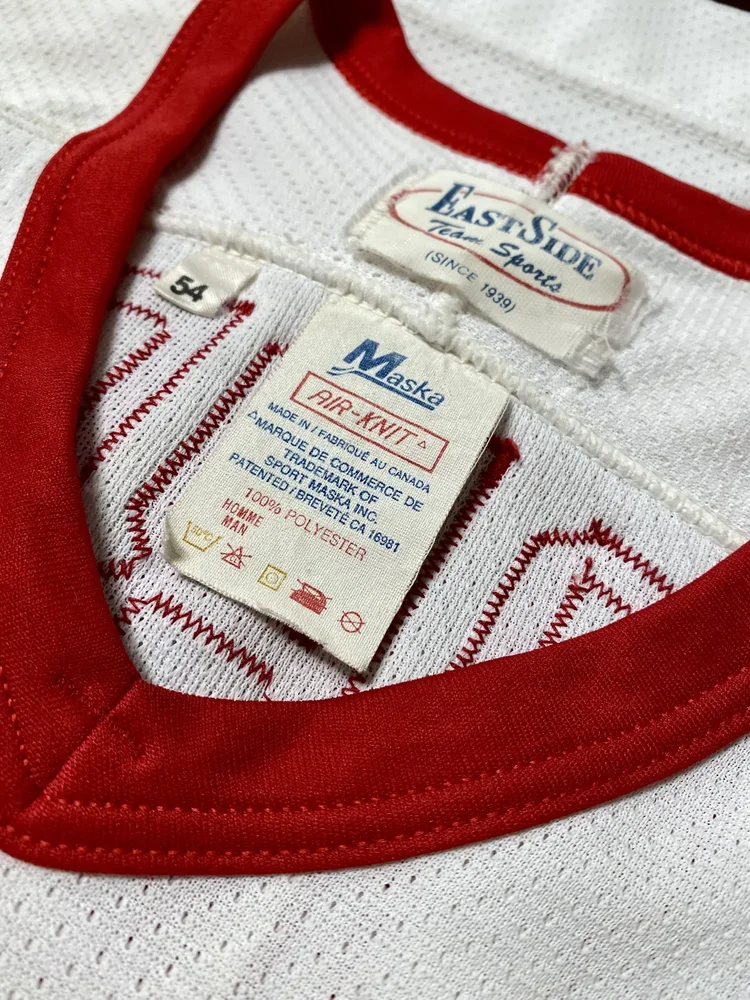 EASTSIDE
Team Sports
(SINCE 1939)
54
MASKA
AIR-KNIT △
MADE IN / FABRIQUÉ AU CANADA
△MARQUE DE COMMERCE DE
TRADEMARK OF
SPORT MASKA INC.
PATENTED / BREVETÉ CA 16981
100% POLYESTER
HOMME
MAN